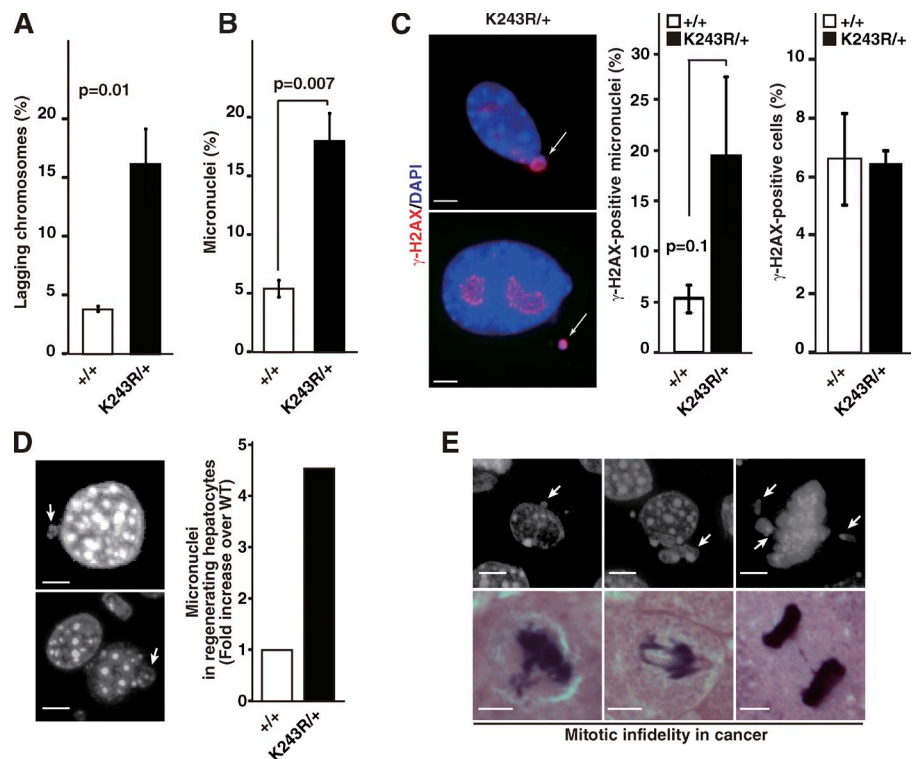 A
Lagging chromosomes (%)
20
15
10
5
0
p=0.01
+/+
K243R/+
B
Micronuclei (%)
20
15
10
5
0
p=0.007
+/+
K243R/+
C
K243R/+
γ-H2AX/DAPI
+/+
K243R/+
γ-H2AX-positive micronuclei (%)
30
25
20
15
10
5
0
p=0.1
+/+
K243R/+
+/+
K243R/+
γ-H2AX-positive cells (%)
10
8
6
4
2
0
+/+
K243R/+
D
Micronuclei
in regenerating hepatocytes
(Fold increase over WT)
5
4
3
2
1
0
+/+
K243R/+
E
Mitotic infidelity in cancer